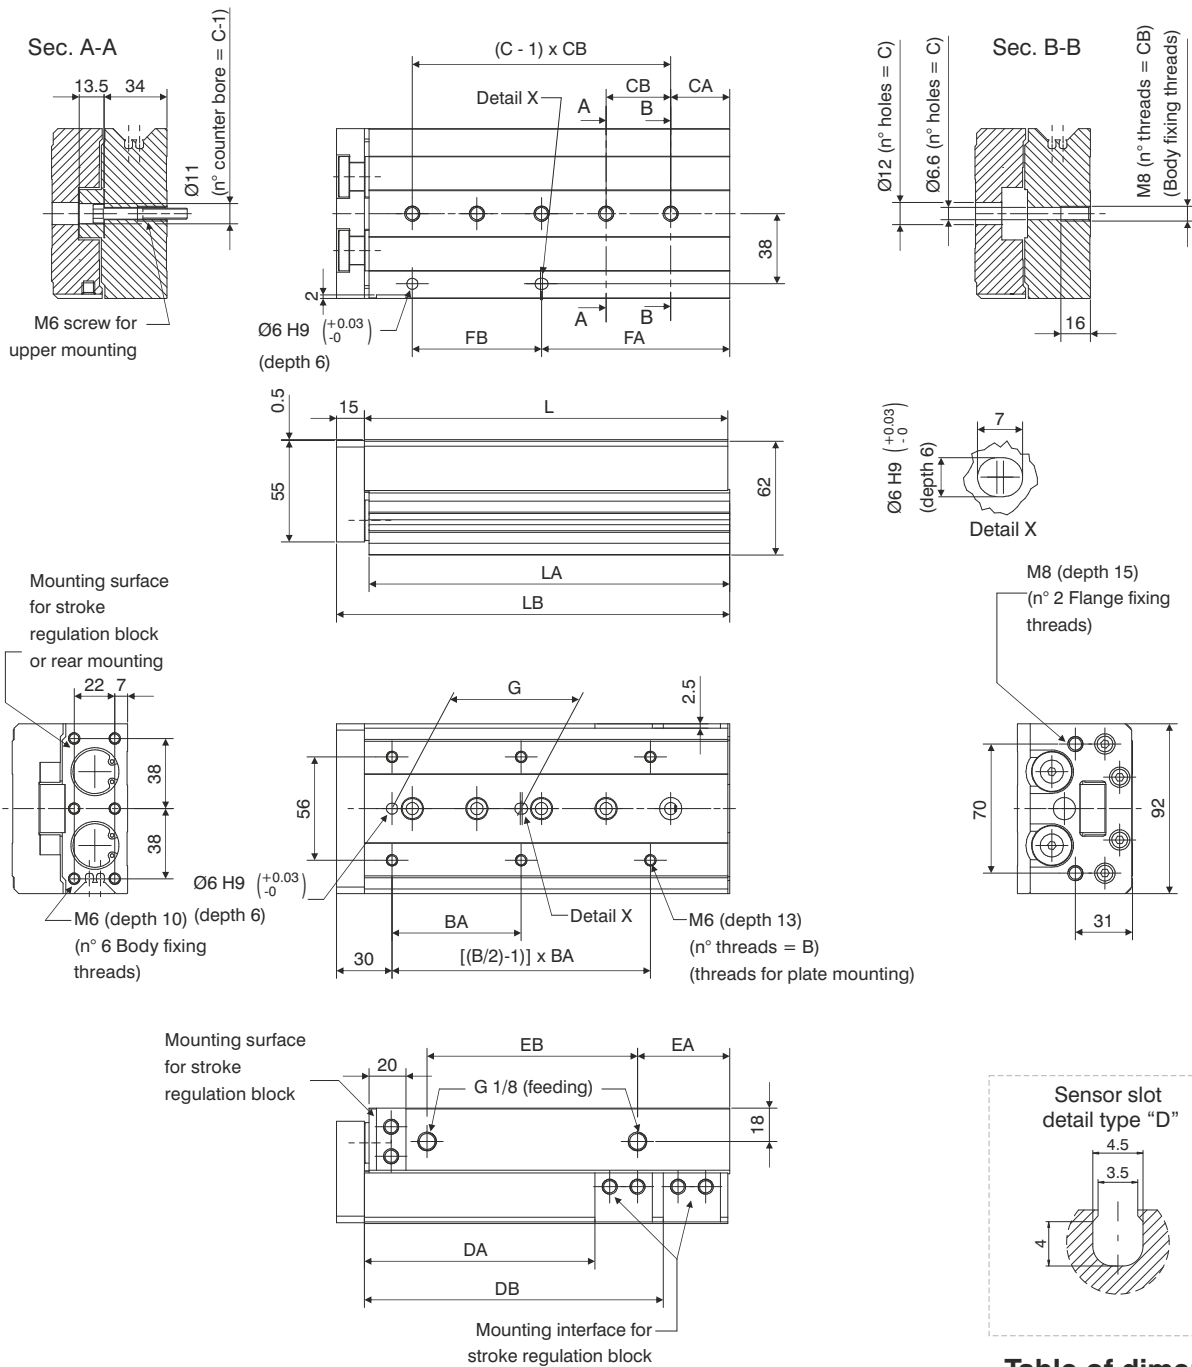 Sec. A-A
13.5
34
Ø11
(n° counter bore = C-1)
M6 screw for
upper mounting
(C - 1) x CB
CB
CA
Detail X
A
B
38
2
A
B
Ø6 H9 (+0.03 -0)
(depth 6)
FB
FA
Sec. B-B
Ø12 (n° holes = C)
Ø6.6 (n° holes = C)
M8 (n° threads = CB)
(Body fixing threads)
16
0.5
15
L
55
62
LA
LB
Ø6 H9 (+0.03 - 0)
(depth 6)
7
Detail X
Mounting surface
for stroke
regulation block
or rear mounting
22
7
38
38
M6 (depth 10)
(n° 6 Body fixing
threads)
G
2.5
56
Ø6 H9 (+0.03 -0)
(depth 6)
BA
Detail X
30
[(B/2)-1)] x BA
M6 (depth 13)
(n° threads = B)
(threads for plate mounting)
M8 (depth 15)
(n° 2 Flange fixing
threads)
70
92
31
Mounting surface
for stroke
regulation block
20
EB
EA
G 1/8 (feeding)
18
DA
DB
Mounting interface for
stroke regulation block
Sensor slot
detail type “D”
4.5
3.5
4